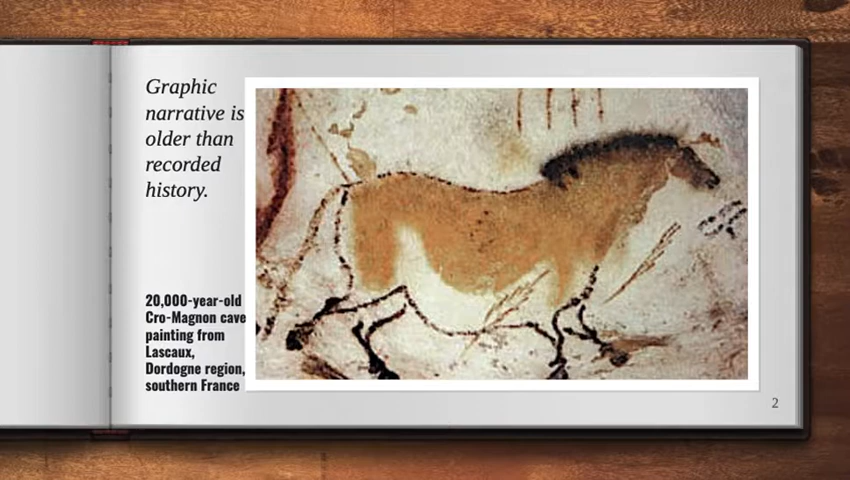 Graphic
narrative is
older than
recorded
history.
20,000-year-old
Cro-Magnon cave
painting from
Lascaux,
Dordogne region,
southern France
2